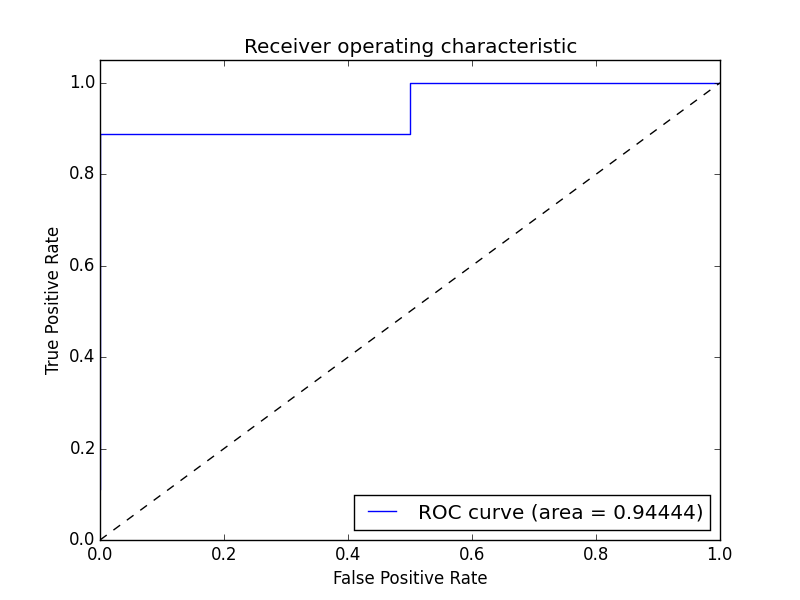 Receiver operating characteristic
1.0
0.8
0.6
0.4
0.2
0.0
True Positive Rate
ROC curve (area = 0.94444)
0.0 0.2 0.4 0.6 0.8 1.0
False Positive Rate